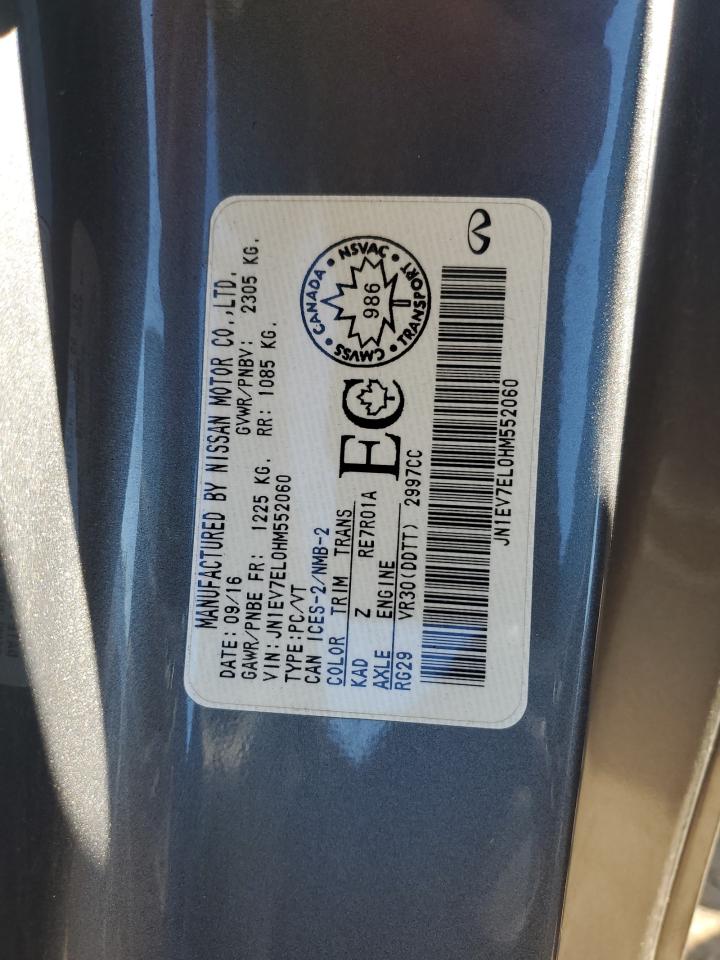 MANUFACTURED BY NISSAN MOTOR CO.,LTD.
DATE: 09/16 GVWR/PNBV: 2305 KG.
GAWR/PNBE FR: 1225 KG. RR: 1085 KG.
VIN: JN1EV7EL0HM552060
TYPE:PC/VT
CAN ICES-2/NMB-2
COLOR TRIM TRANS
KAD Z RE7R01A
AXLE ENGINE
RG29 VR30(DDTT) 2997CC
EC
CANADA • NSVAC • TRANSPORT • CMVSS •
986
JN1EV7EL0HM552060